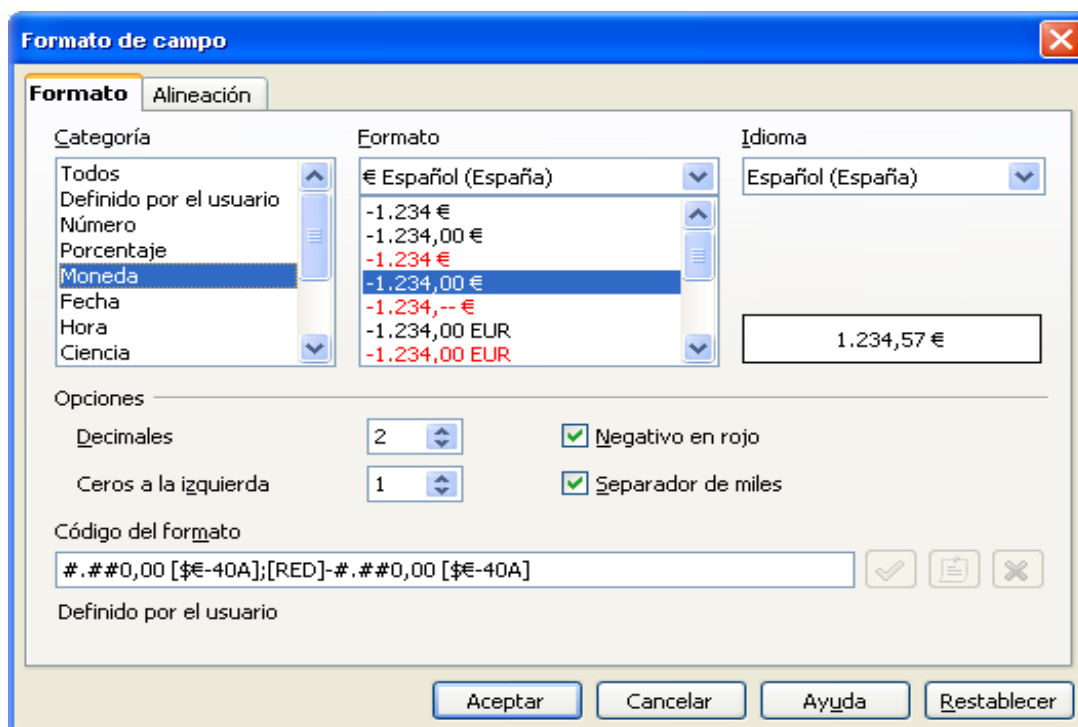 Formato de campo
Formato
Alineación
Categoría
Todos
Definido por el usuario
Número
Porcentaje
Moneda
Fecha
Hora
Ciencia
Formato
€ Español (España)
-1.234 €
-1.234,00 €
-1.234 €
-1.234,00 €
-1.234,-- €
-1.234,00 EUR
-1.234,00 EUR
Idioma
Español (España)
1.234,57 €
Opciones
Decimales 2
Negativo en rojo
Ceros a la izquierda 1
Separador de miles
Código del formato
#.##0,00 [$€-40A];[RED]-#.##0,00 [$€-40A]
Definido por el usuario
Aceptar
Cancelar
Ayuda
Restablecer